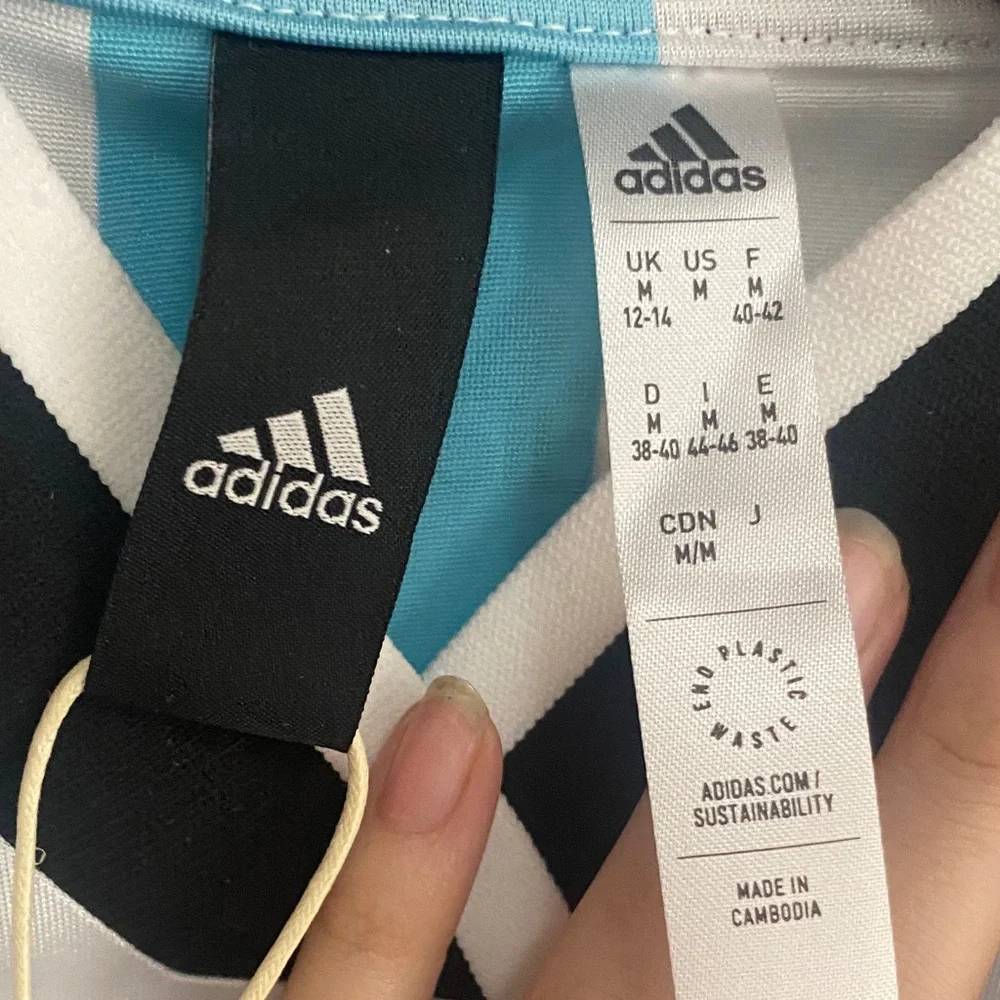 adidas
adidas
UK US F
M M M
12-14 40-42
D I E
M M M
38-40 44-46 38-40
CDN J
M/M
END PLASTIC WASTE
ADIDAS.COM/
SUSTAINABILITY
MADE IN
CAMBODIA